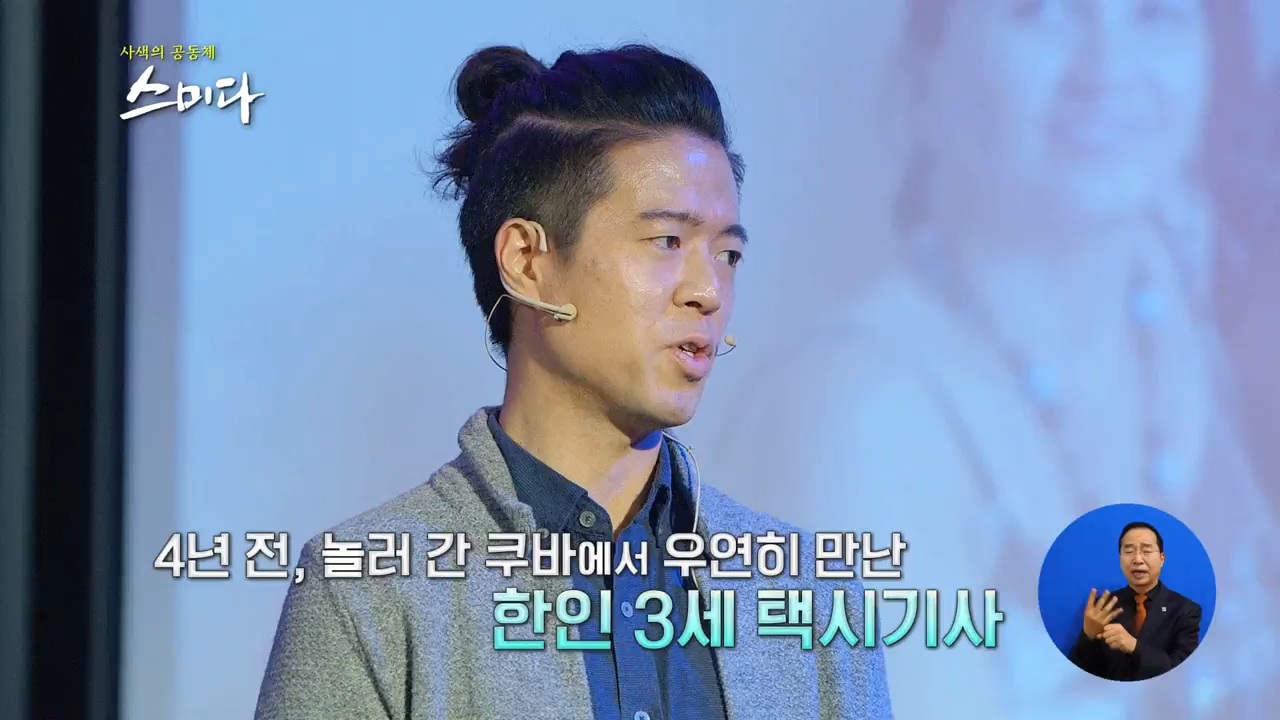 사색의 공동체
스미다
4년 전, 놀러 간 쿠바에서 우연히 만난
한인 3세 택시기사